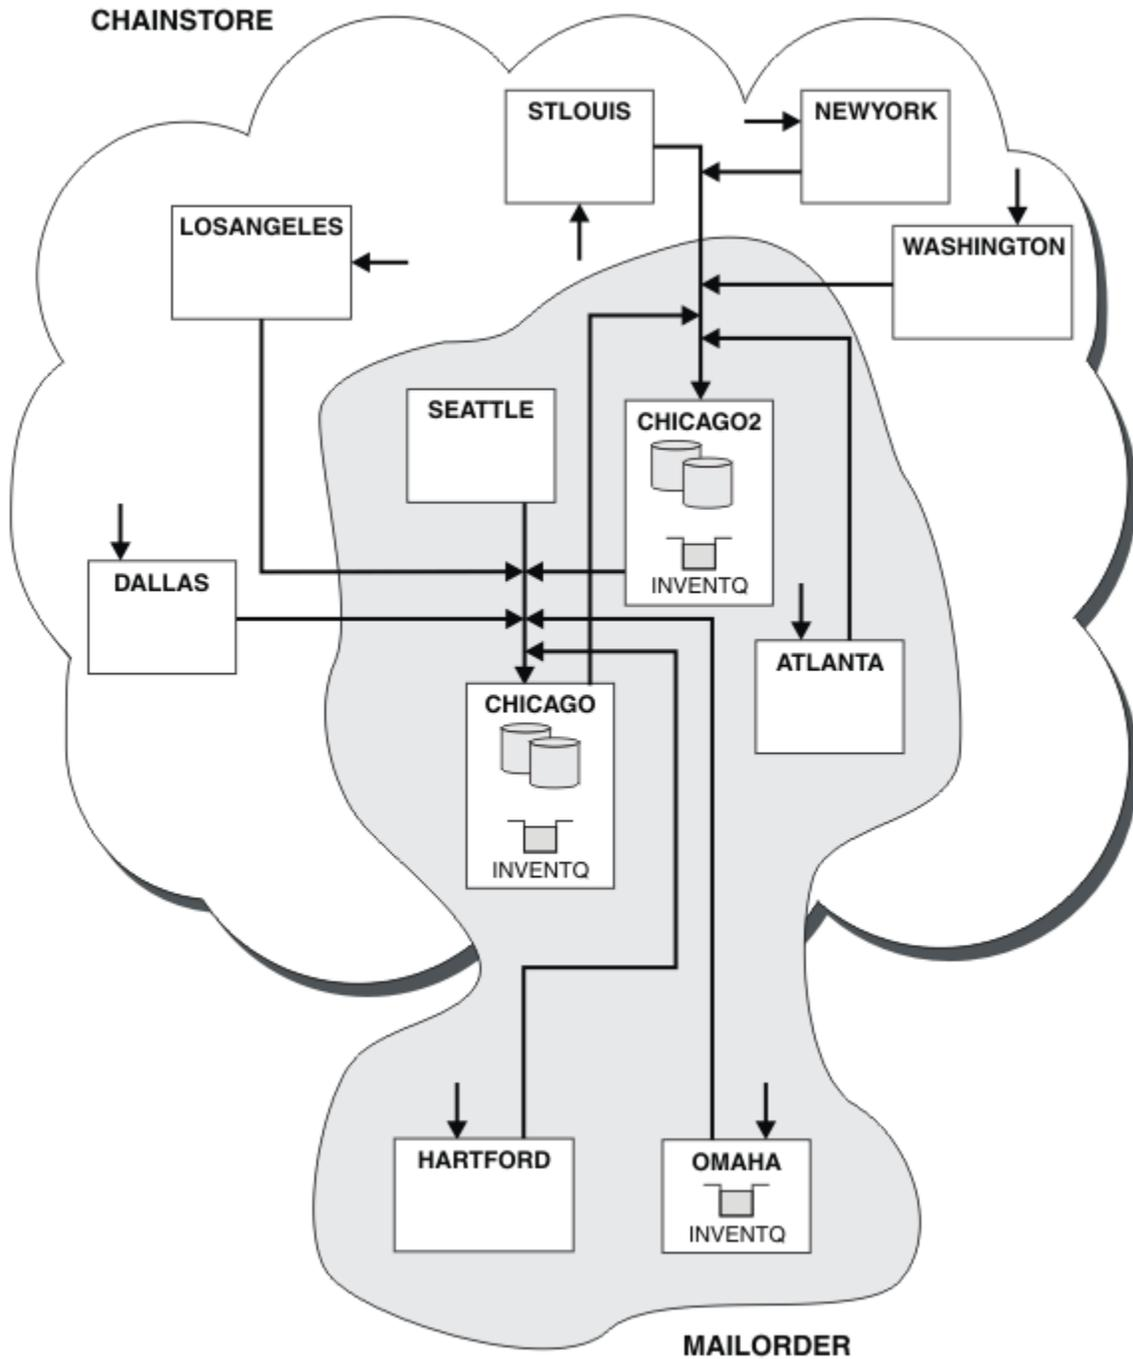 CHAINSTORE
STLOUIS
NEWYORK
LOSANGELES
WASHINGTON
SEATTLE
CHICAGO2
INVENTQ
DALLAS
ATLANTA
CHICAGO
INVENTQ
HARTFORD
OMAHA
INVENTQ
MAILORDER